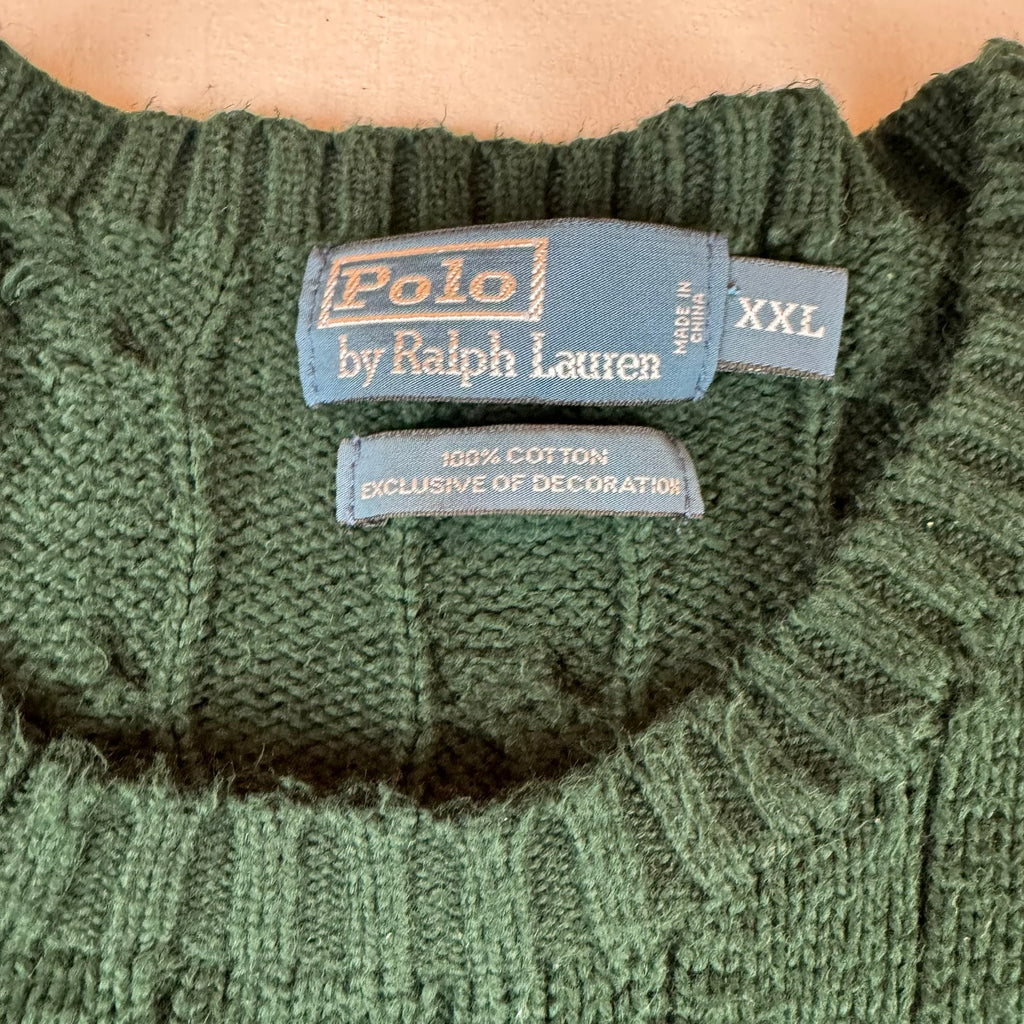 Polo
by Ralph Lauren
MADE IN
CHINA
XXL
100% COTTON
EXCLUSIVE OF DECORATION